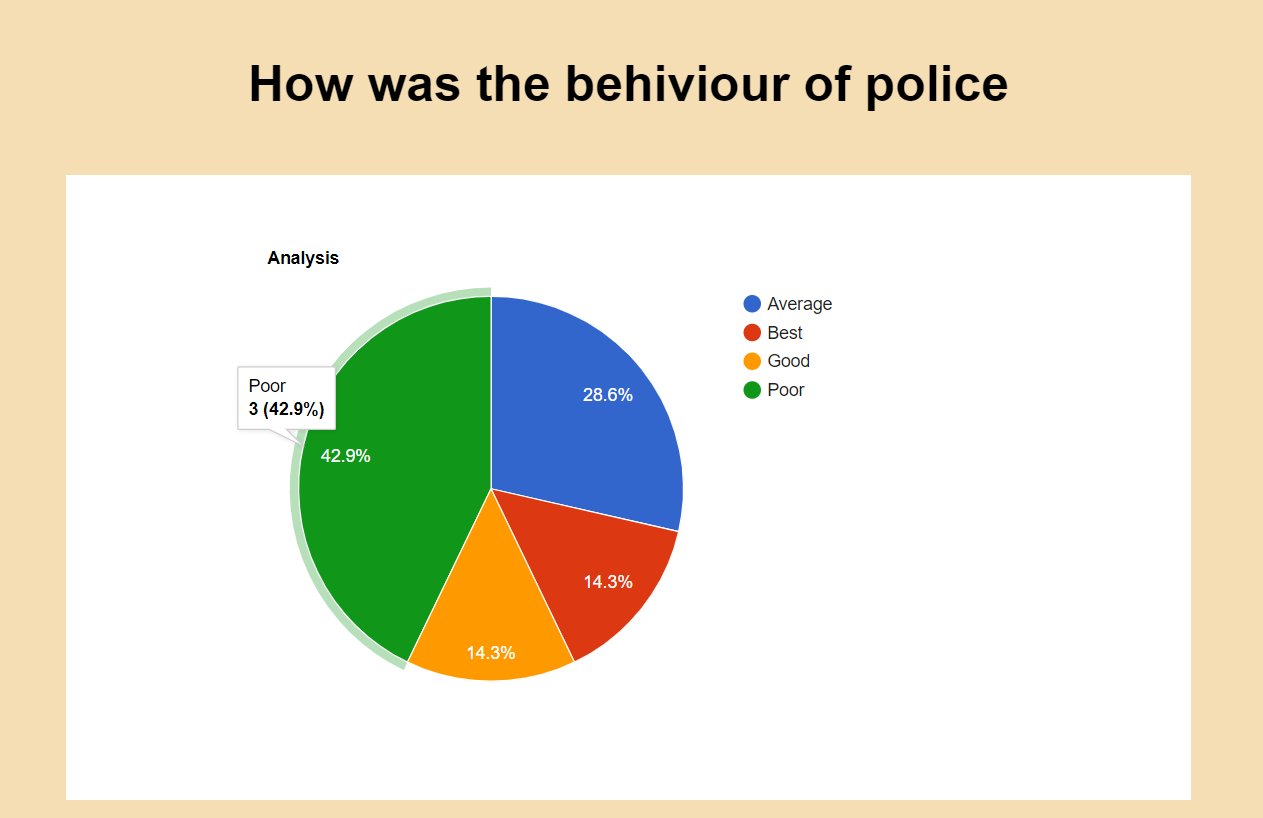 How was the behiviour of police
Analysis
Average
Best
Good
Poor
Poor
3 (42.9%)
28.6%
42.9%
14.3%
14.3%